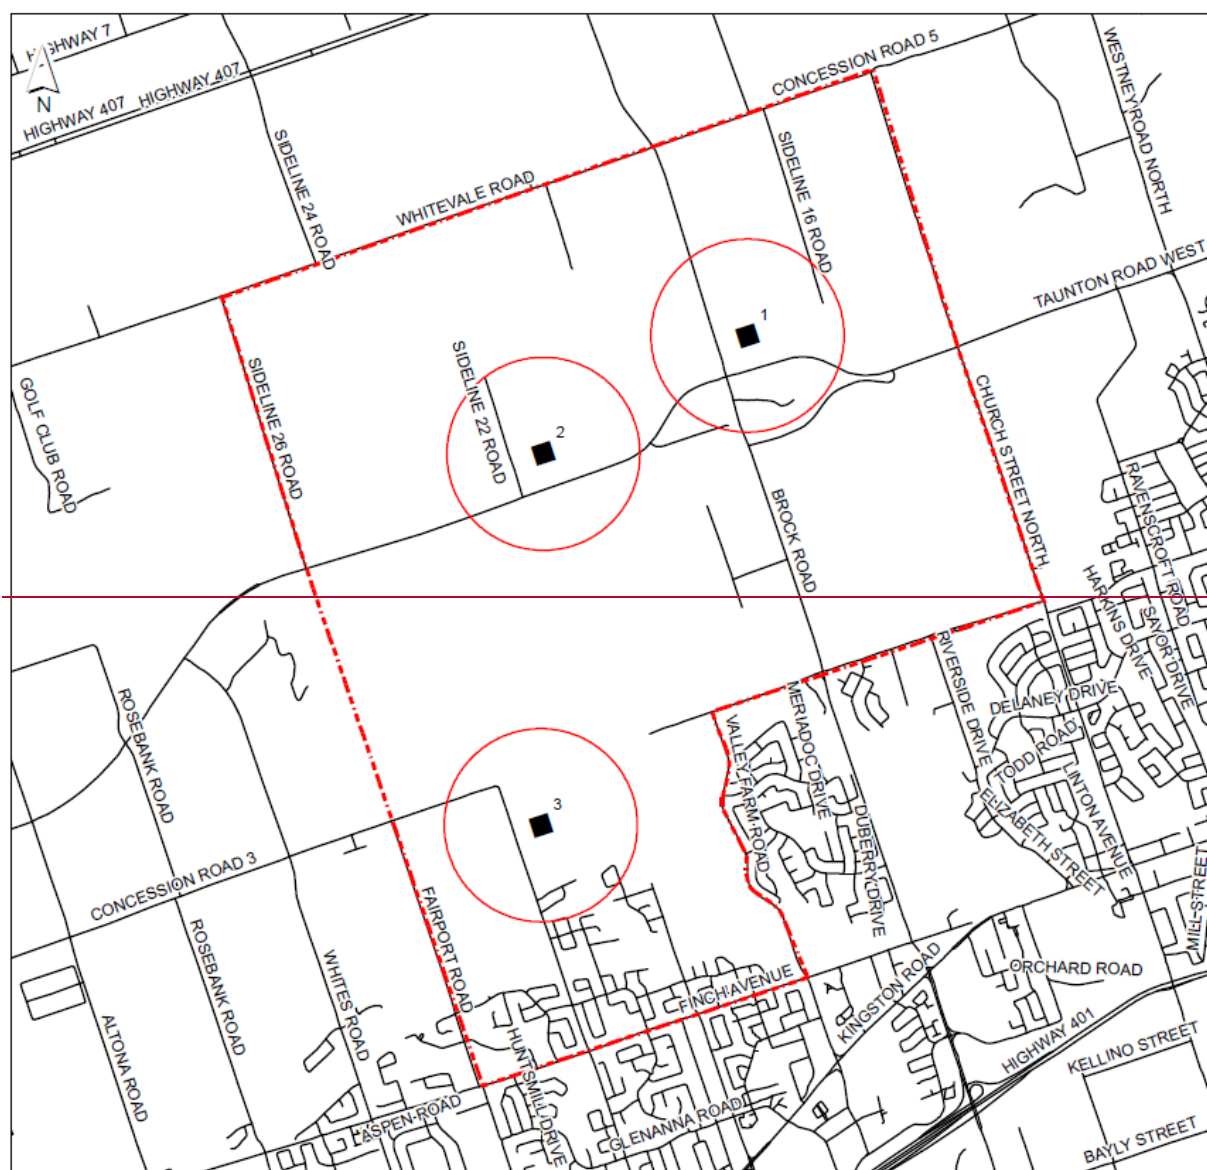 HIGHWAY 7
N
HIGHWAY 407
HIGHWAY 407
CONCESSION ROAD 5
WESTNEY ROAD NORTH
SIDELINE 24 ROAD
WHITEVALE ROAD
SIDELINE 16 ROAD
TAUNTON ROAD WEST
1
SIDELINE 22 ROAD
2
SIDELINE 26 ROAD
GOLF CLUB ROAD
CHURCH STREET NORTH
BROCK ROAD
RAVENSCROFT ROAD
HARKINS DRIVE
SAYOR DRIVE
RIVERSIDE DRIVE
DELANEY DRIVE
MERIADOC DRIVE
VALLEY FARM ROAD
TODD ROAD
LINTON AVENUE
ELIZABETH STREET
DUBERRY DRIVE
ROSEBANK ROAD
3
CONCESSION ROAD 3
FAIRPORT ROAD
MILL STREET
ROSEBANK ROAD
WHITES ROAD
FINCH AVENUE
KINGSTON ROAD
ORCHARD ROAD
ALTONA ROAD
HIGHWAY 401
KELLINO STREET
HUNTSMILL DRIVE
ASPEN ROAD
GLENANNA ROAD
BAYLY STREET